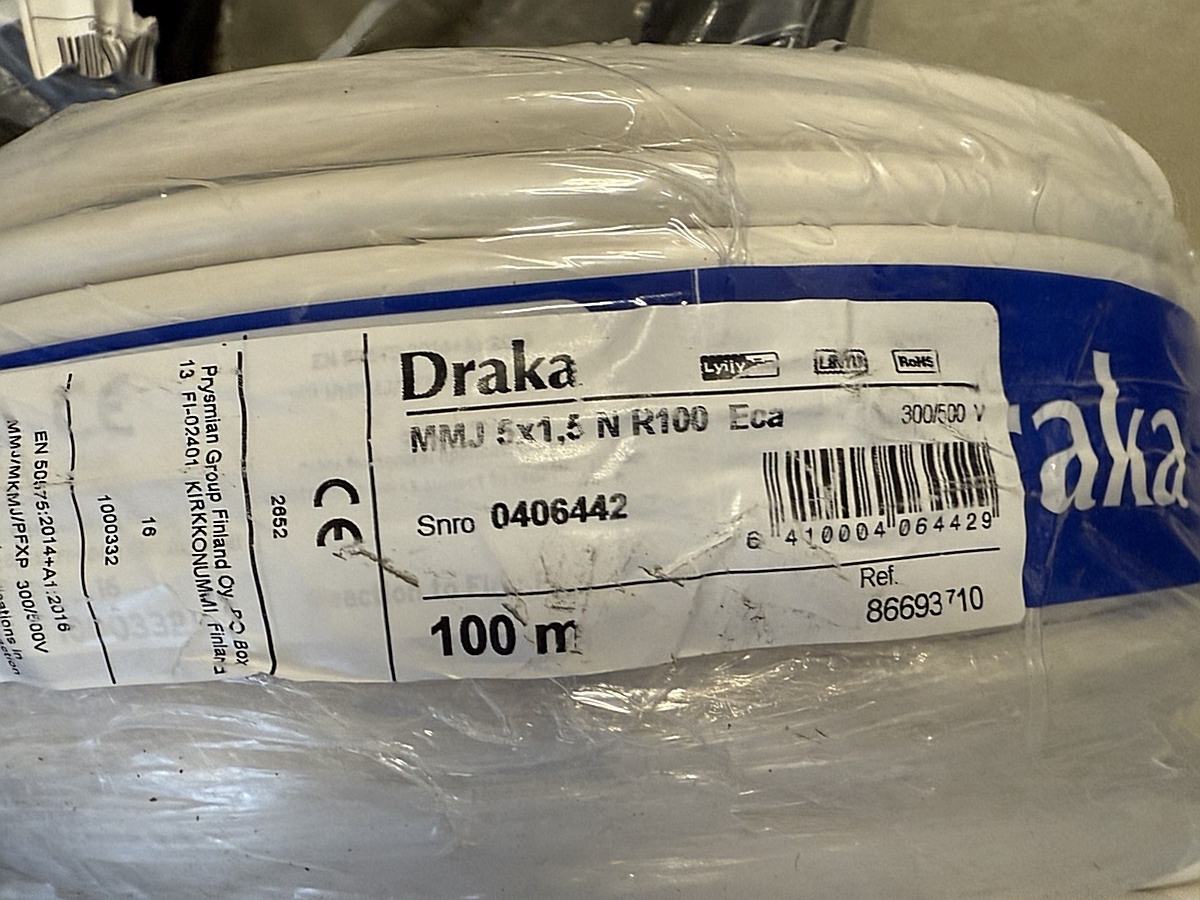 Draka
Lyijy
RoHS
MMJ 5x1,5 N R100 Eca
300/500 V
Snro 0406442
6 410004 064429
100 m
Ref.
86693710
CE
2652
Prysmian Group Finland Oy, PO Box
13, FI-02401, KIRKKONUMMI, Finland
16
1000332
EN 50575:2014+A1:2016
MMJ/MKMJ/PFXP 300/500V
raka